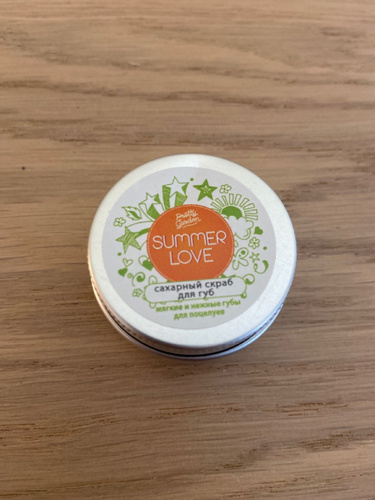 Pretty
Garden
SUMMER
LOVE
сахарный скраб
для губ
мягкие и нежные губы
для поцелуев